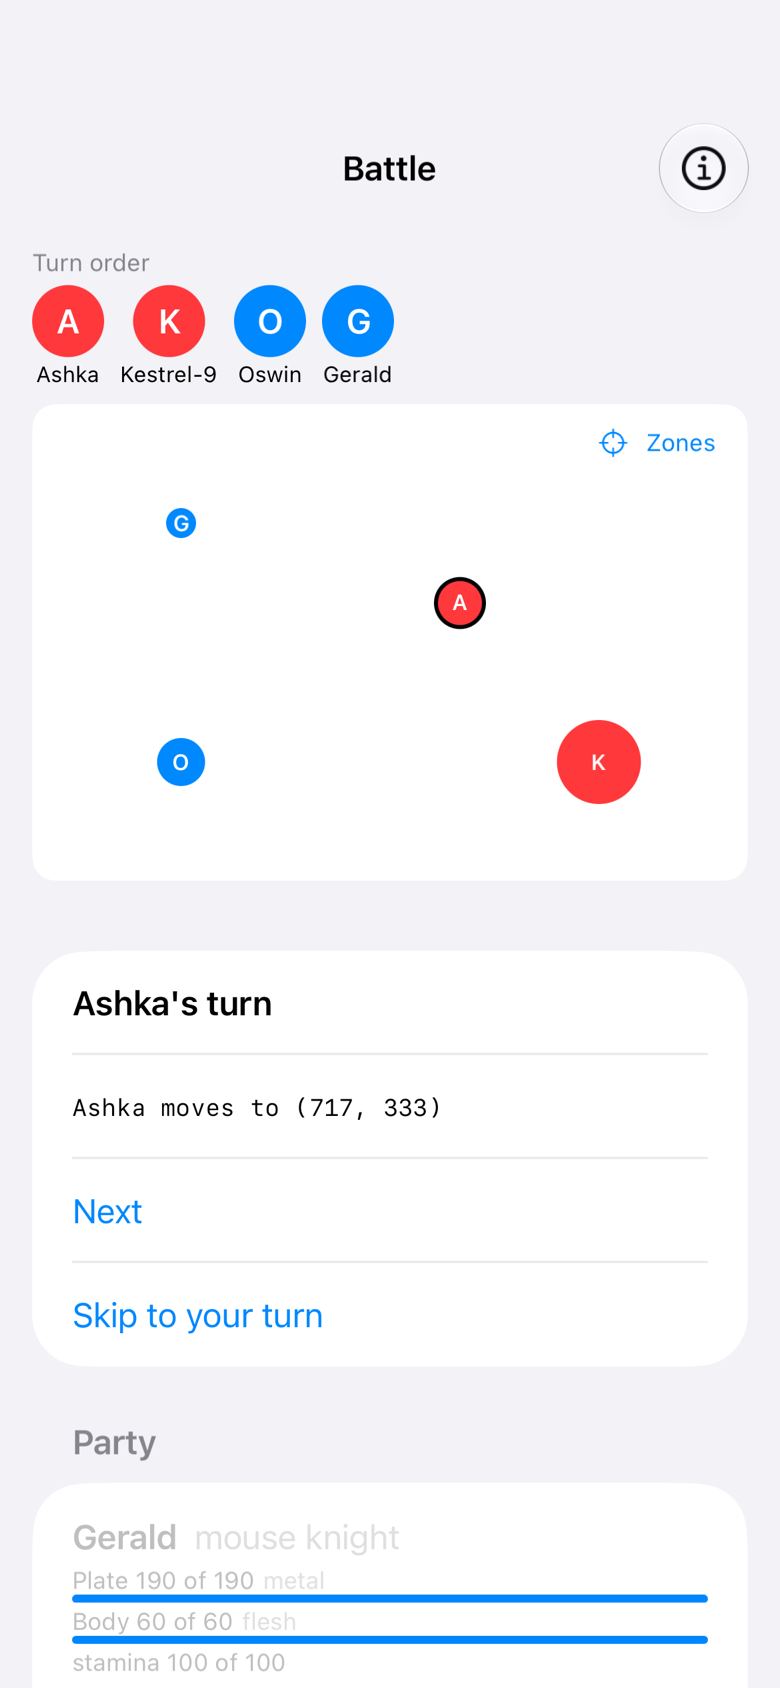 Battle
Turn order
A K O G
Ashka Kestrel-9 Oswin Gerald
Zones
G
A
O
K
Ashka's turn
Ashka moves to (717, 333)
Next
Skip to your turn
Party
Gerald mouse knight
Plate 190 of 190 metal
Body 60 of 60 flesh
stamina 100 of 100